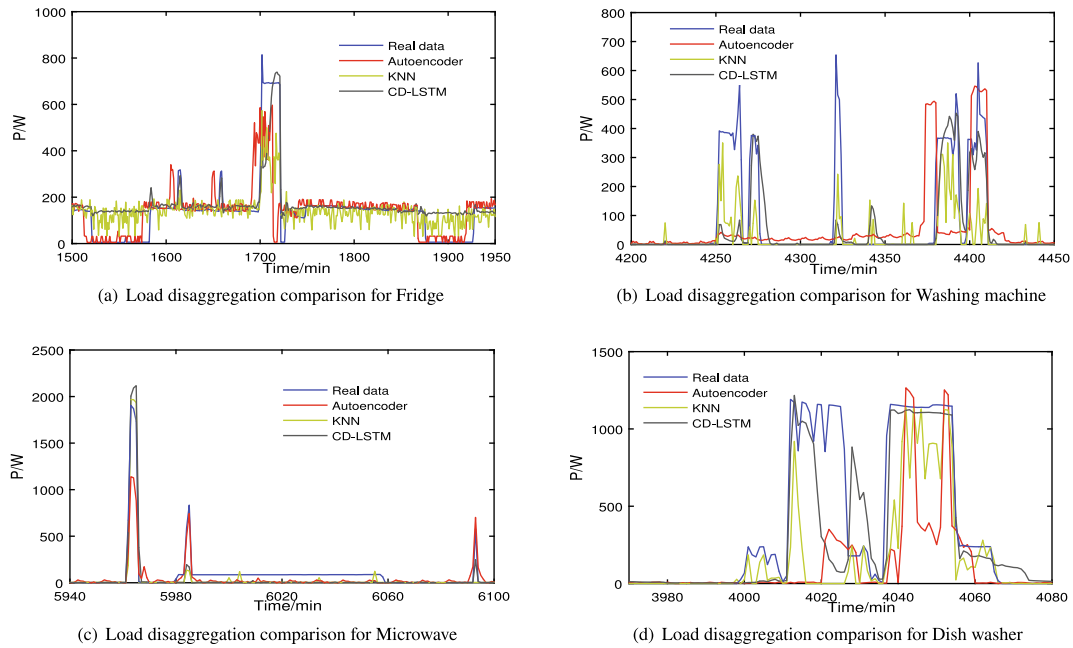 1000
800
600
400
200
0
P/W
Real data
Autoencoder
KNN
CD-LSTM
1500 1600 1700 1800 1900 1950
Time/min
(a) Load disaggregation comparison for Fridge
800
700
600
500
400
300
200
100
0
P/W
Real data
Autoencoder
KNN
CD-LSTM
4200 4250 4300 4350 4400 4450
Time/min
(b) Load disaggregation comparison for Washing machine
2500
2000
1500
1000
500
0
P/W
Real data
Autoencoder
KNN
CD-LSTM
5940 5980 6020 6060 6100
Time/min
(c) Load disaggregation comparison for Microwave
1500
1000
500
0
P/W
Real data
Autoencoder
KNN
CD-LSTM
3980 4000 4020 4040 4060 4080
Time/min
(d) Load disaggregation comparison for Dish washer